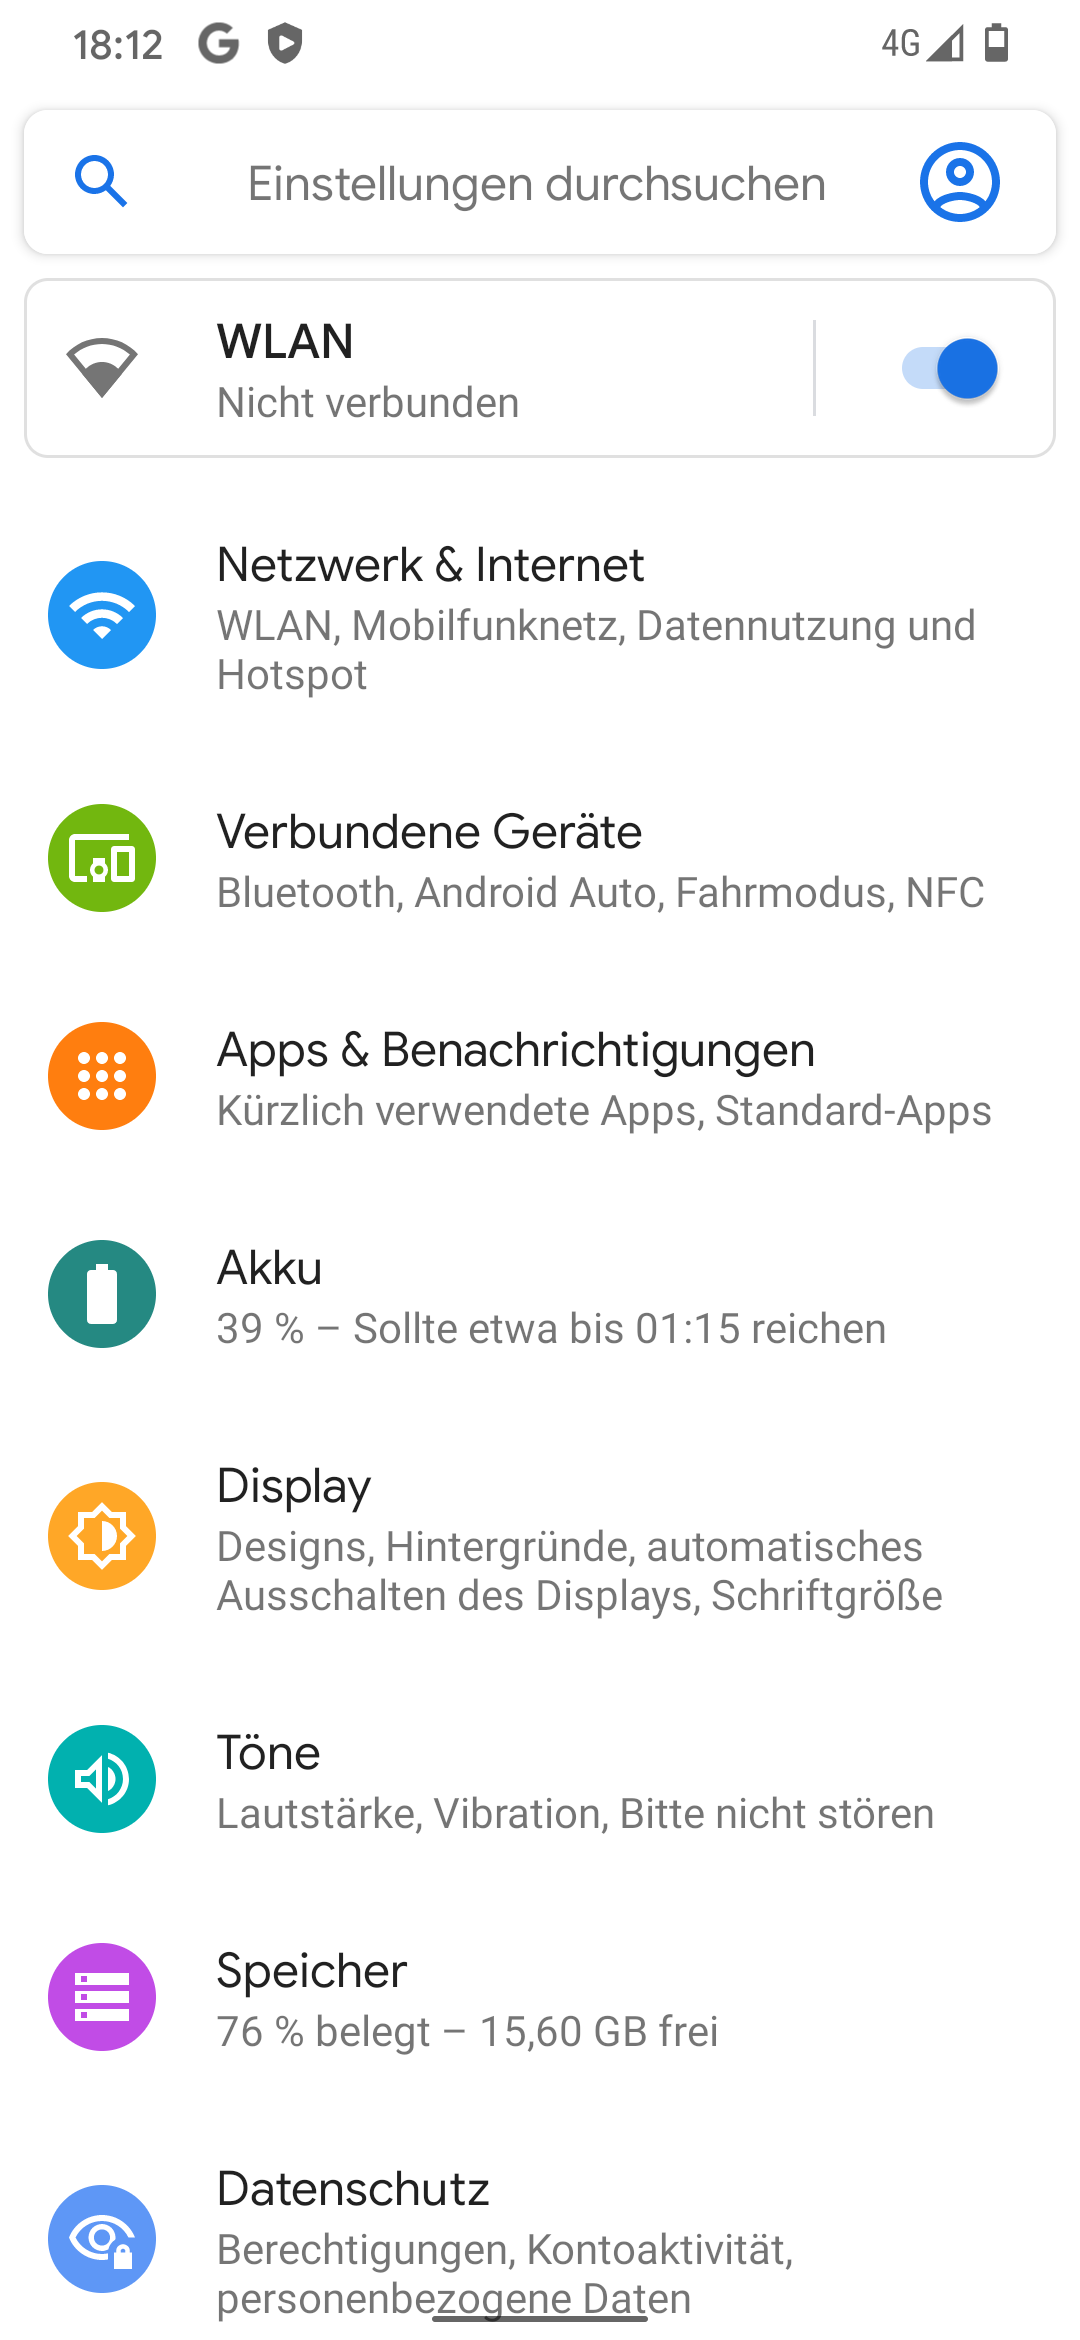 18:12
4G
Einstellungen durchsuchen
WLAN
Nicht verbunden
Netzwerk & Internet
WLAN, Mobilfunknetz, Datennutzung und
Hotspot
Verbundene Geräte
Bluetooth, Android Auto, Fahrmodus, NFC
Apps & Benachrichtigungen
Kürzlich verwendete Apps, Standard-Apps
Akku
39 % – Sollte etwa bis 01:15 reichen
Display
Designs, Hintergründe, automatisches
Ausschalten des Displays, Schriftgröße
Töne
Lautstärke, Vibration, Bitte nicht stören
Speicher
76 % belegt – 15,60 GB frei
Datenschutz
Berechtigungen, Kontoaktivität,
personenbezogene Daten